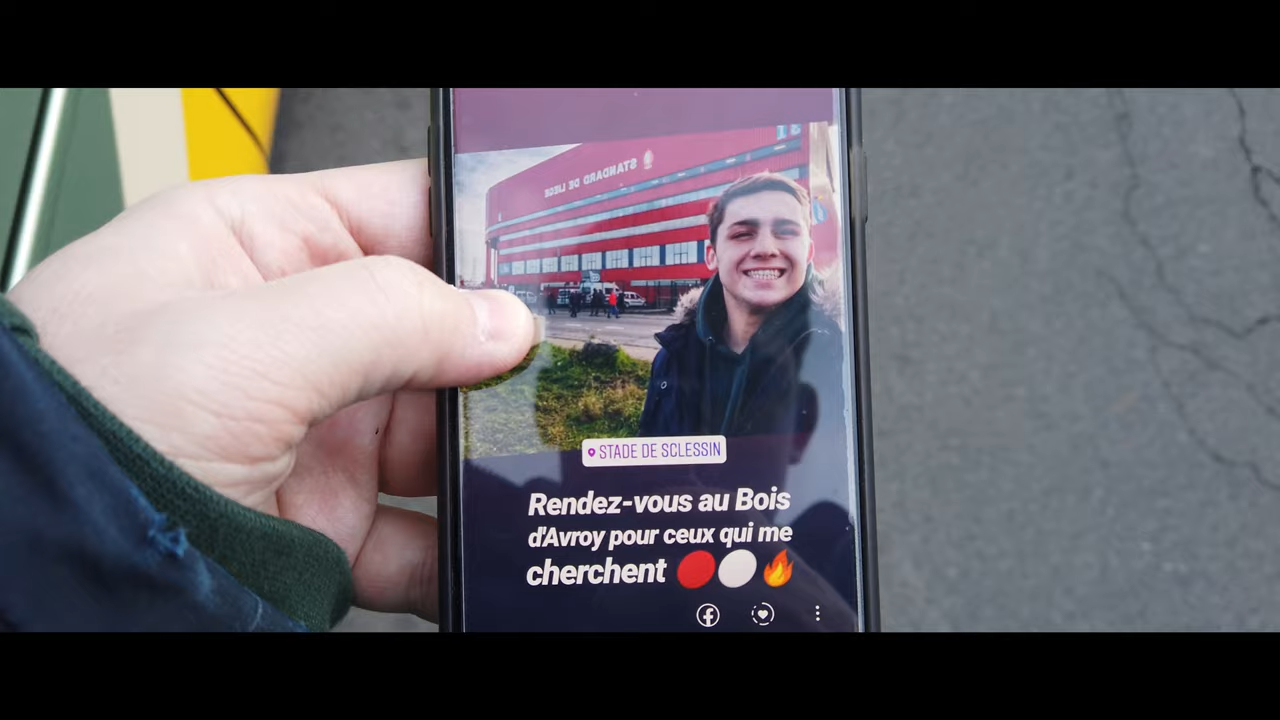 STANDARD DE LIEGE
STADE DE SCLESSIN
Rendez-vous au Bois
d'Avroy pour ceux qui me
cherchent 🔴⚪🔥